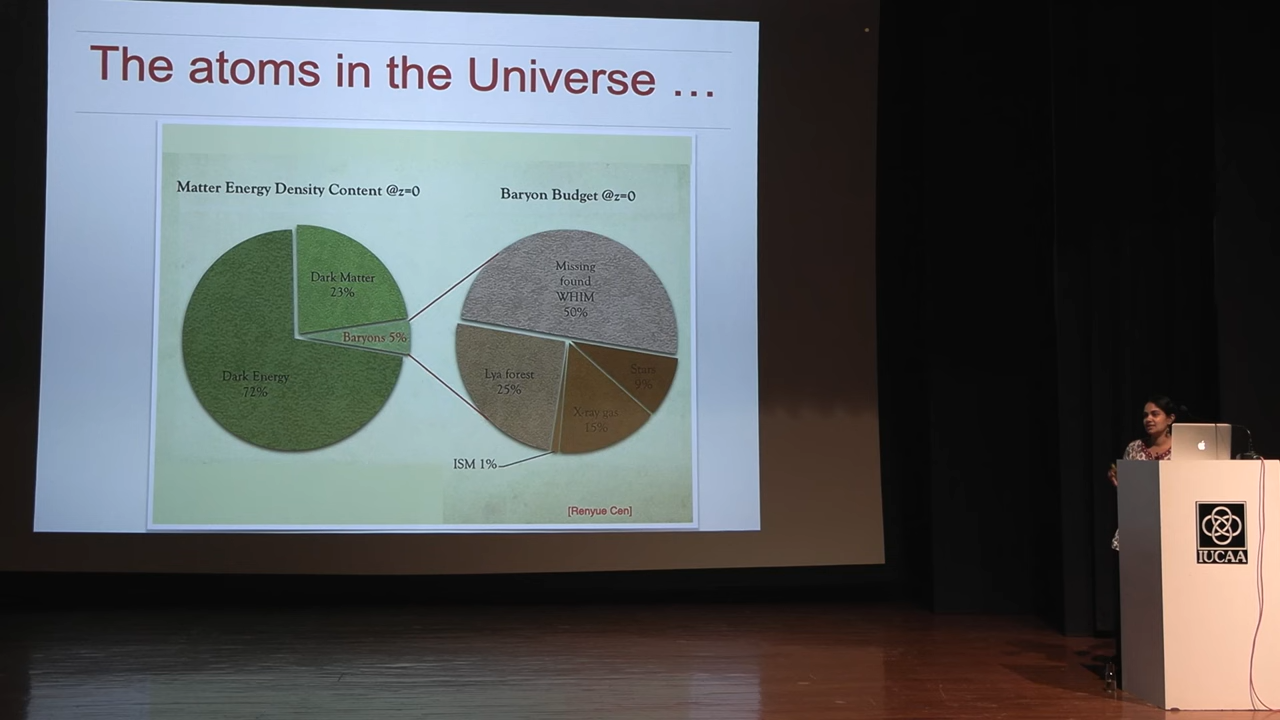 The atoms in the Universe ...
Matter Energy Density Content @z=0
Baryon Budget @z=0
Dark Matter
23%
Baryons 5%
Dark Energy
72%
Missing
found
WHIM
50%
Lya forest
25%
Stars
9%
X-ray gas
15%
ISM 1%
[Renyue Cen]
IUCAA